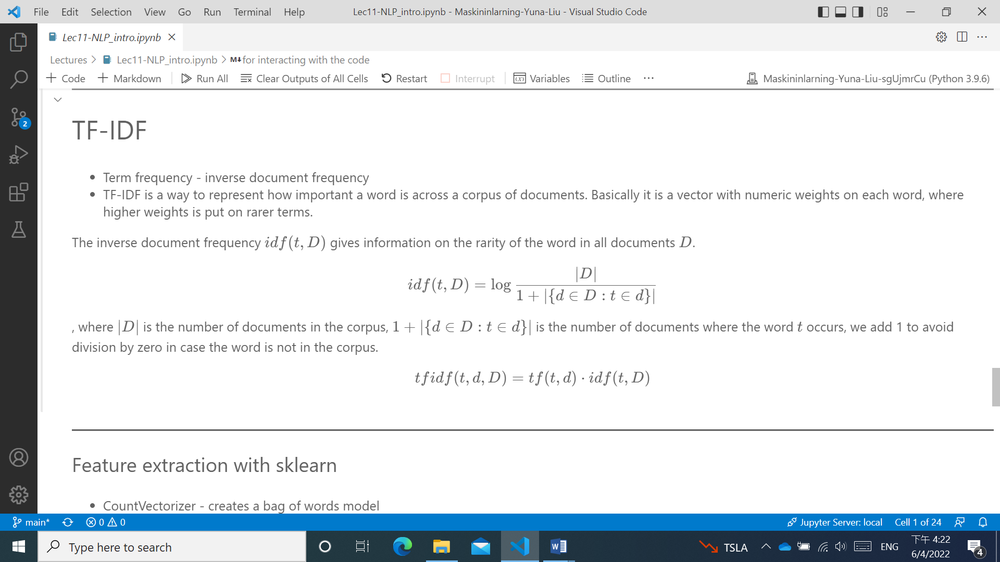 File Edit Selection View Go Run Terminal Help Lec11-NLP_intro.ipynb - Maskininlarning-Yuna-Liu - Visual Studio Code
Lec11-NLP_intro.ipynb
Lectures > Lec11-NLP_intro.ipynb > M↓for interacting with the code
+ Code + Markdown Run All Clear Outputs of All Cells Restart Interrupt (x) Variables Outline ··· Maskininlarning-Yuna-Liu-sgUjmrCu (Python 3.9.6)
TF-IDF
2
• Term frequency - inverse document frequency
• TF-IDF is a way to represent how important a word is across a corpus of documents. Basically it is a vector with numeric weights on each word, where
higher weights is put on rarer terms.
The inverse document frequency idf(t, D) gives information on the rarity of the word in all documents D.
idf(t, D) = log |D| / 1 + |{d ∈ D : t ∈ d}|
, where |D| is the number of documents in the corpus, 1 + |{d ∈ D : t ∈ d}| is the number of documents where the word t occurs, we add 1 to avoid
division by zero in case the word is not in the corpus.
tfidf(t, d, D) = tf(t, d) · idf(t, D)
Feature extraction with sklearn
• CountVectorizer - creates a bag of words model
main* 0 0 Jupyter Server: local Cell 1 of 24
Type here to search TSLA ENG 下午 4:22
6/4/2022 4